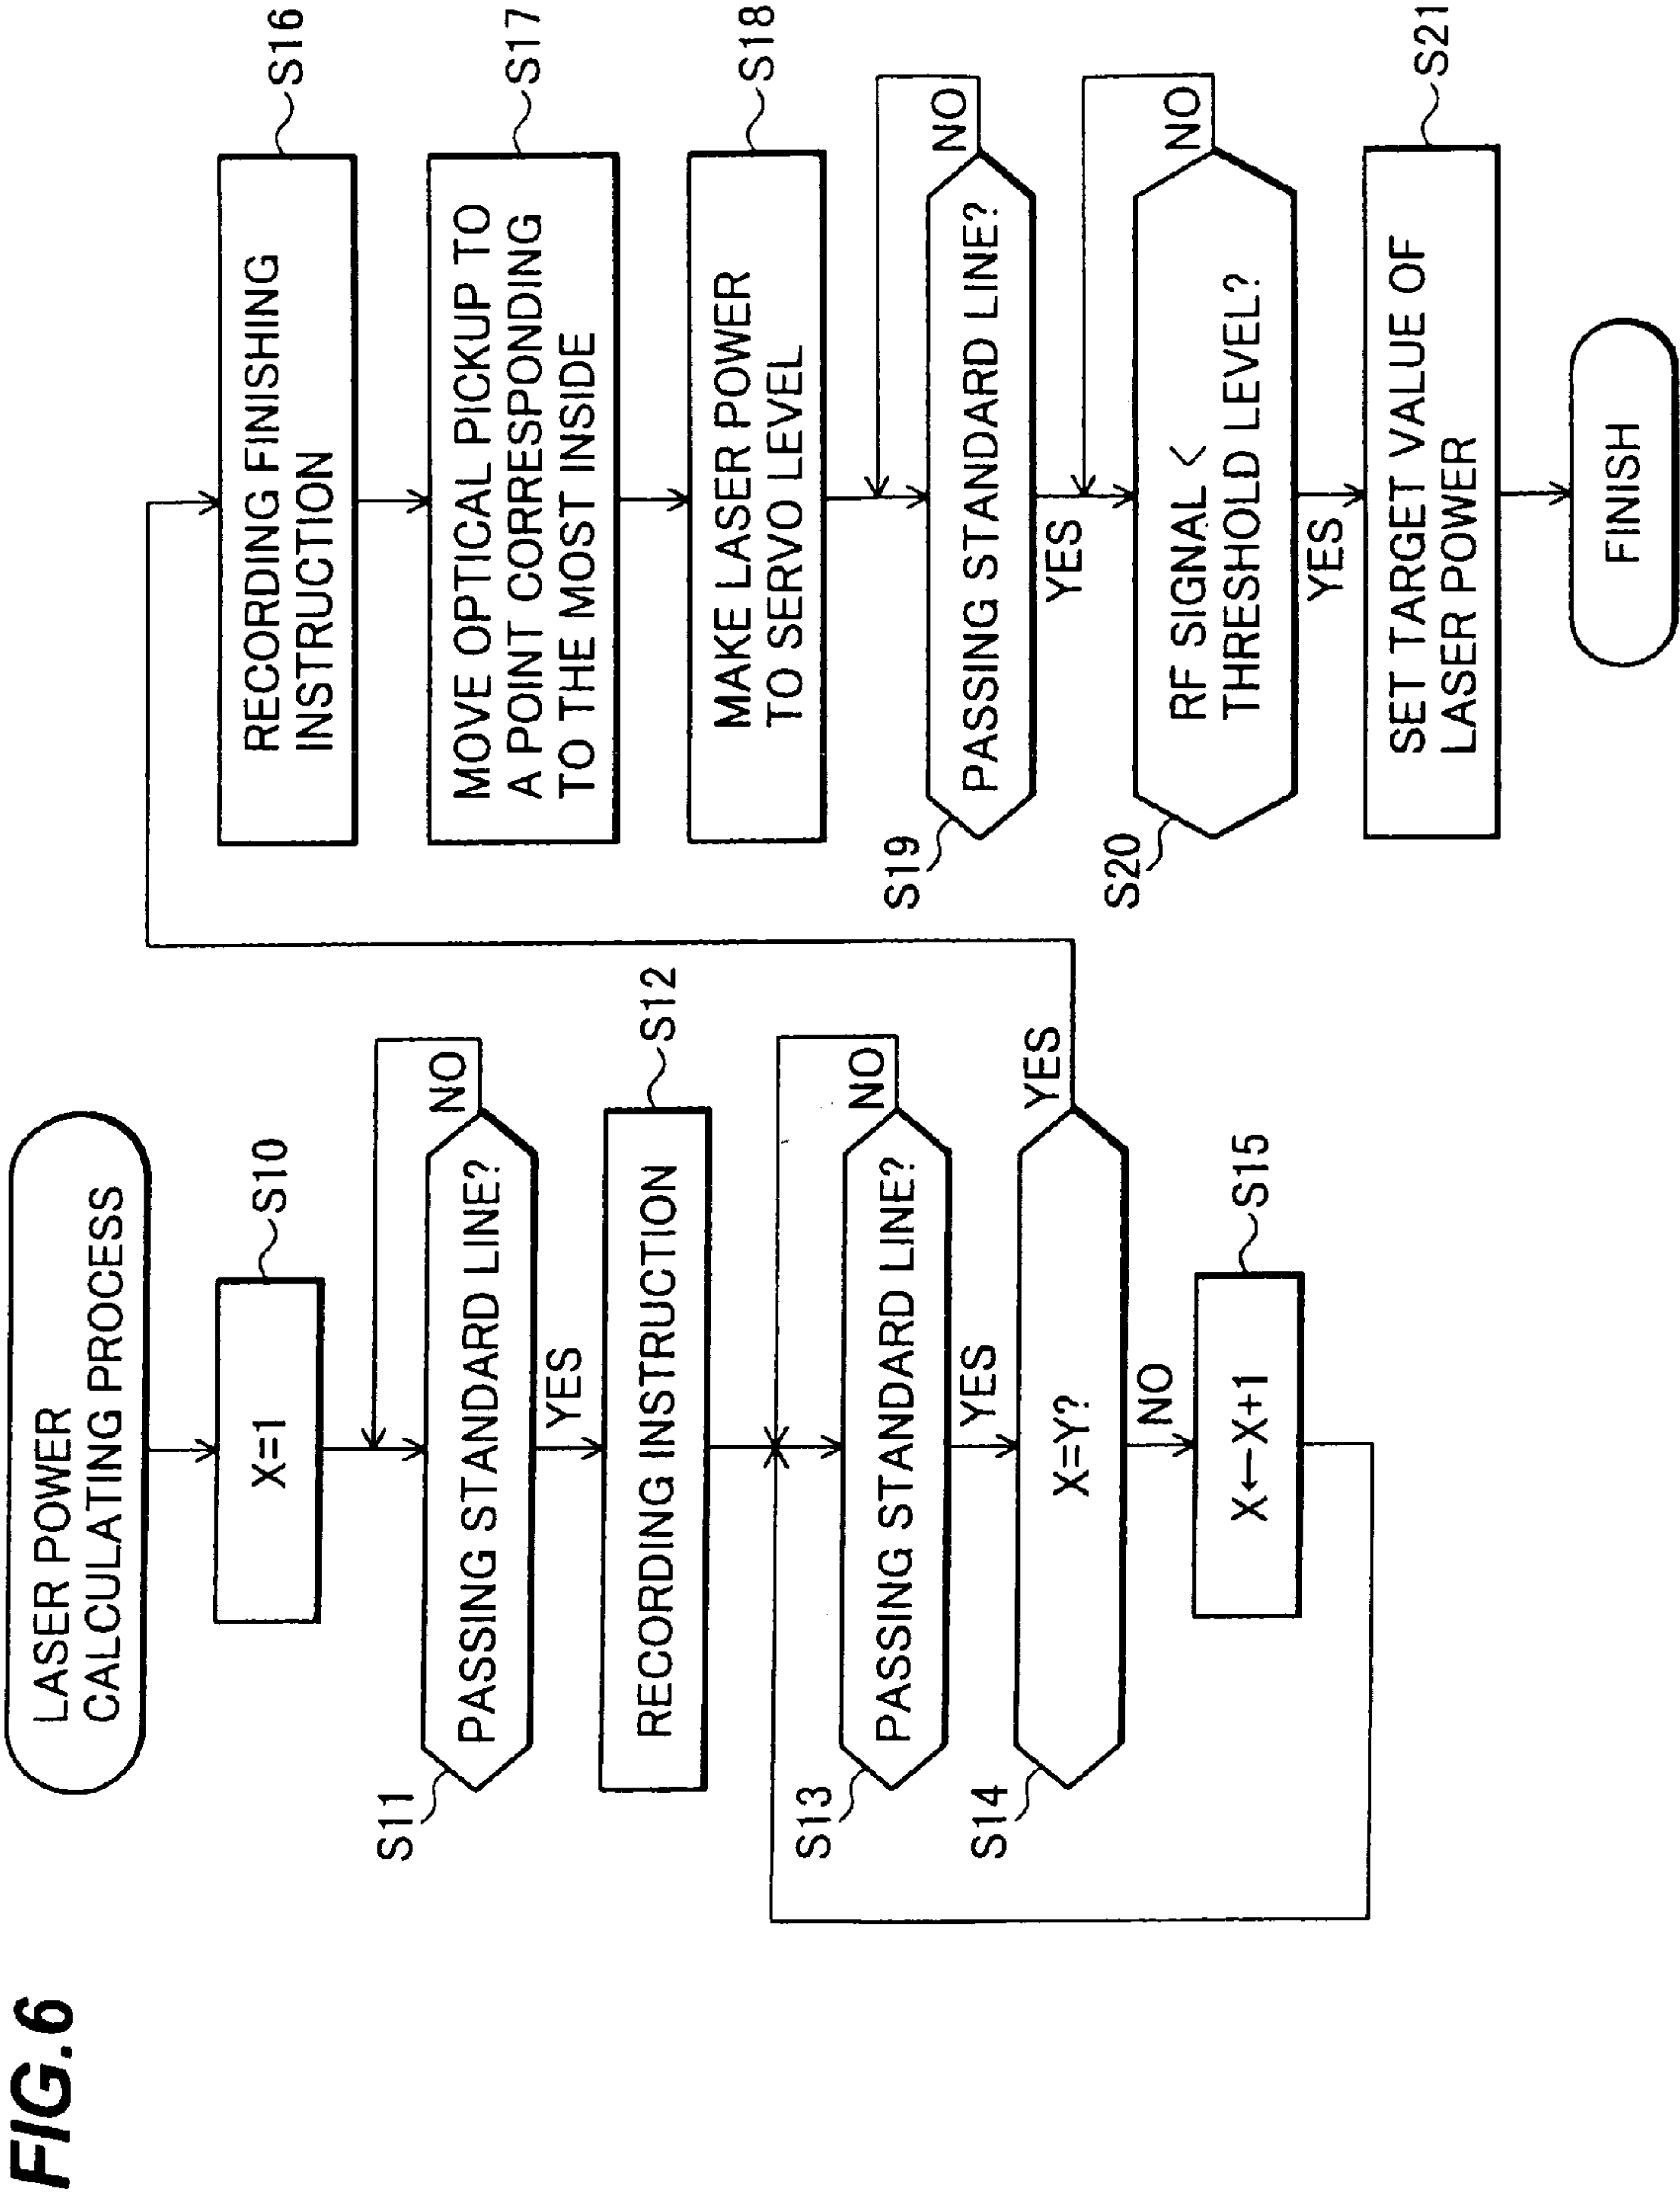 FIG.6
LASER POWER
CALCULATING PROCESS
X=1
S10
PASSING STANDARD LINE?
S11
NO
YES
RECORDING INSTRUCTION
S12
PASSING STANDARD LINE?
S13
NO
YES
X=Y?
S14
YES
NO
X←X+1
S15
RECORDING FINISHING
INSTRUCTION
S16
MOVE OPTICAL PICKUP TO
A POINT CORRESPONDING
TO THE MOST INSIDE
S17
MAKE LASER POWER
TO SERVO LEVEL
S18
PASSING STANDARD LINE?
S19
NO
YES
RF SIGNAL <
THRESHOLD LEVEL?
S20
NO
YES
SET TARGET VALUE OF
LASER POWER
S21
FINISH